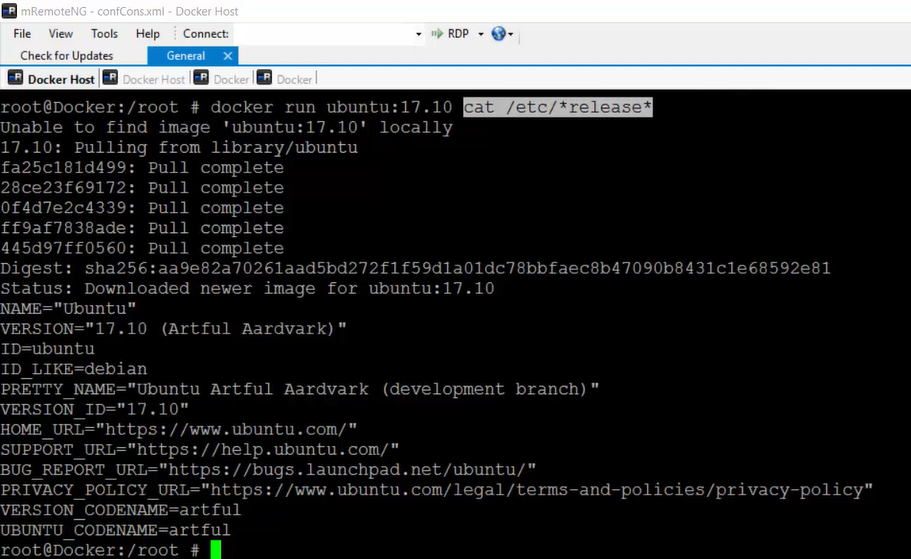 mRemoteNG - confCons.xml - Docker Host
File View Tools Help Connect: RDP
Check for Updates General
Docker Host Docker Host Docker Docker
root@Docker:/root # docker run ubuntu:17.10 cat /etc/*release*
Unable to find image 'ubuntu:17.10' locally
17.10: Pulling from library/ubuntu
fa25c181d499: Pull complete
28ce23f69172: Pull complete
0f4d7e2c4339: Pull complete
ff9af7838ade: Pull complete
445d97ff0560: Pull complete
Digest: sha256:aa9e82a70261aad5bd272f1f59d1a01dc78bbfaec8b47090b8431c1e68592e81
Status: Downloaded newer image for ubuntu:17.10
NAME="Ubuntu"
VERSION="17.10 (Artful Aardvark)"
ID=ubuntu
ID_LIKE=debian
PRETTY_NAME="Ubuntu Artful Aardvark (development branch)"
VERSION_ID="17.10"
HOME_URL="https://www.ubuntu.com/"
SUPPORT_URL="https://help.ubuntu.com/"
BUG_REPORT_URL="https://bugs.launchpad.net/ubuntu/"
PRIVACY_POLICY_URL="https://www.ubuntu.com/legal/terms-and-policies/privacy-policy"
VERSION_CODENAME=artful
UBUNTU_CODENAME=artful
root@Docker:/root #